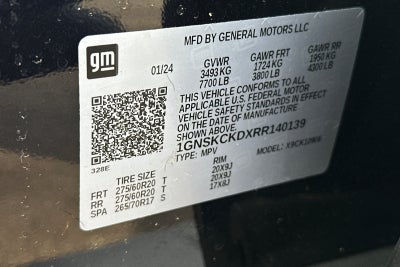 MFD BY GENERAL MOTORS LLC
gm
01/24 GVWR GAWR FRT GAWR RR
3493 KG 1724 KG 1950 KG
7700 LB 3800 LB 4300 LB
THIS VEHICLE CONFORMS TO ALL
APPLICABLE U.S. FEDERAL MOTOR
VEHICLE SAFETY STANDARDS IN EFFECT
ON THE DATE OF MANUFACTURE
SHOWN ABOVE.
1GNSKCKDXRR140139
328E TYPE: MPV MODEL:
TIRE SIZE RIM
FRT 275/60R20 T 20X9J
RR 275/60R20 T 20X9J
SPA 265/70R17 S 17X8J